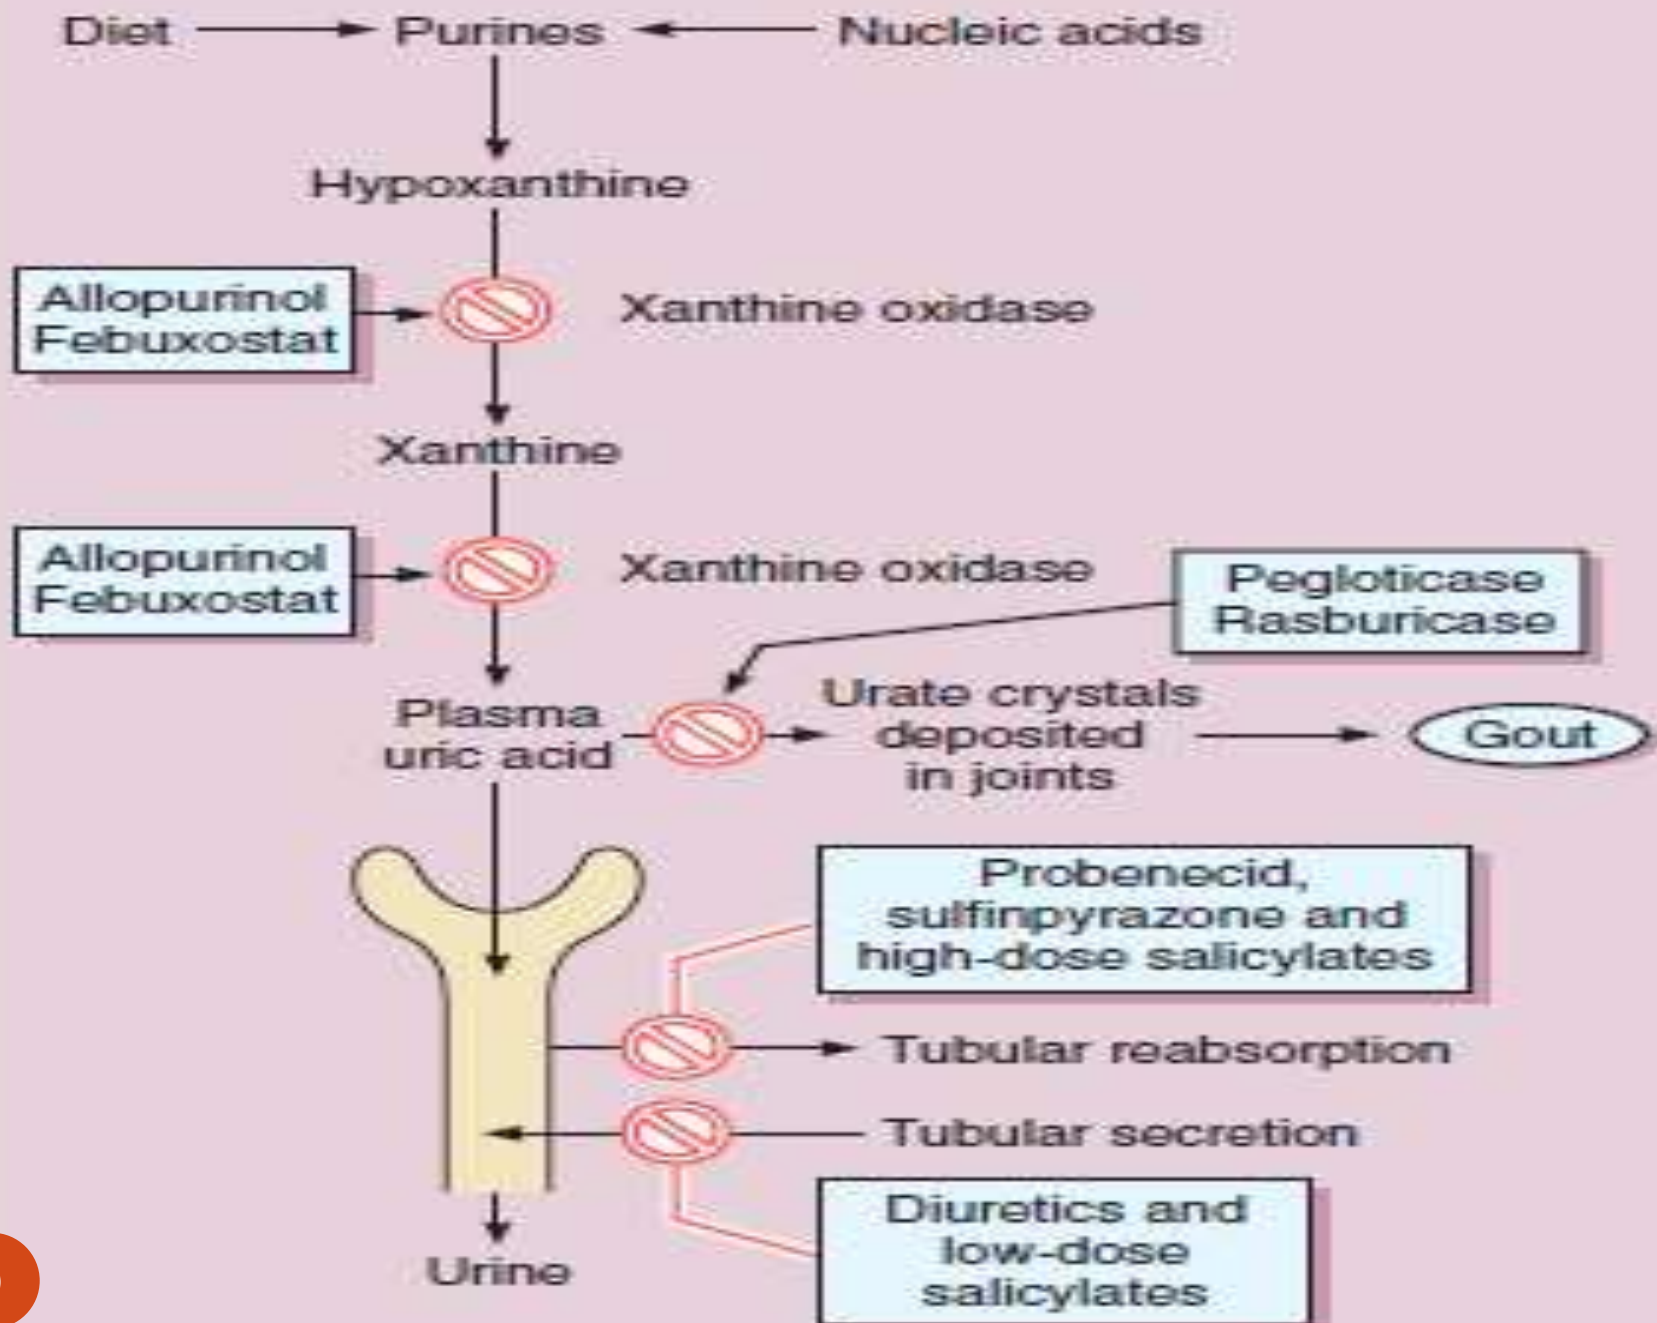 Diet Purines Nucleic acids
Hypoxanthine
Allopurinol
Febuxostat
Xanthine oxidase
Xanthine
Allopurinol
Febuxostat
Xanthine oxidase
Pegloticase
Rasburicase
Plasma
uric acid
Urate crystals
deposited
in joints
Gout
Probenecid,
sulfinpyrazone and
high-dose salicylates
Tubular reabsorption
Tubular secretion
Diuretics and
low-dose
salicylates
Urine